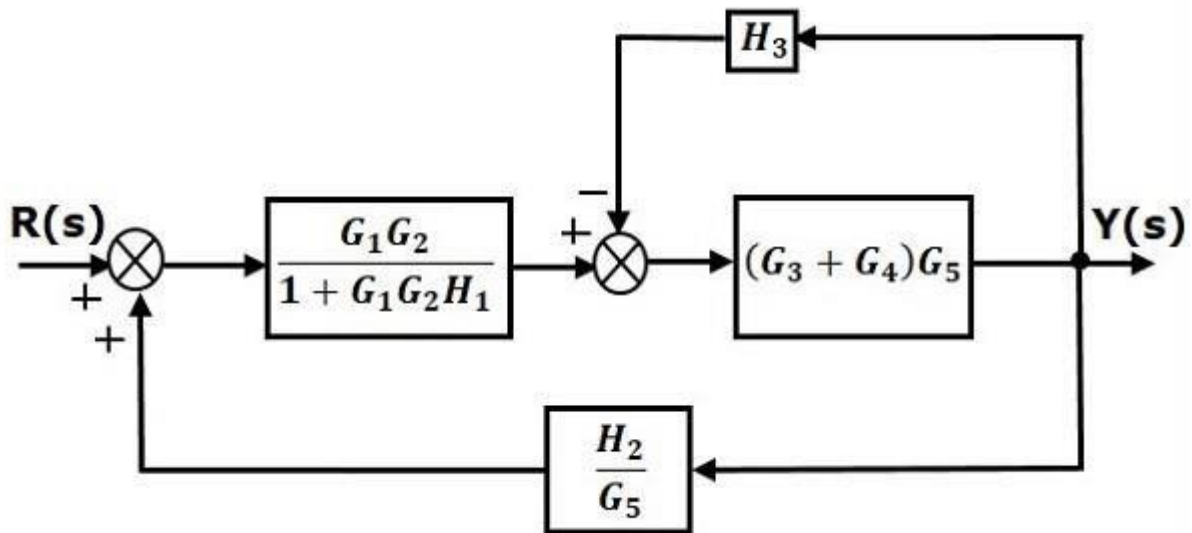 H₃
−
R(s)
G₁G₂
+
(G₃ + G₄)G₅
Y(s)
1 + G₁G₂H₁
+
+
H₂
G₅